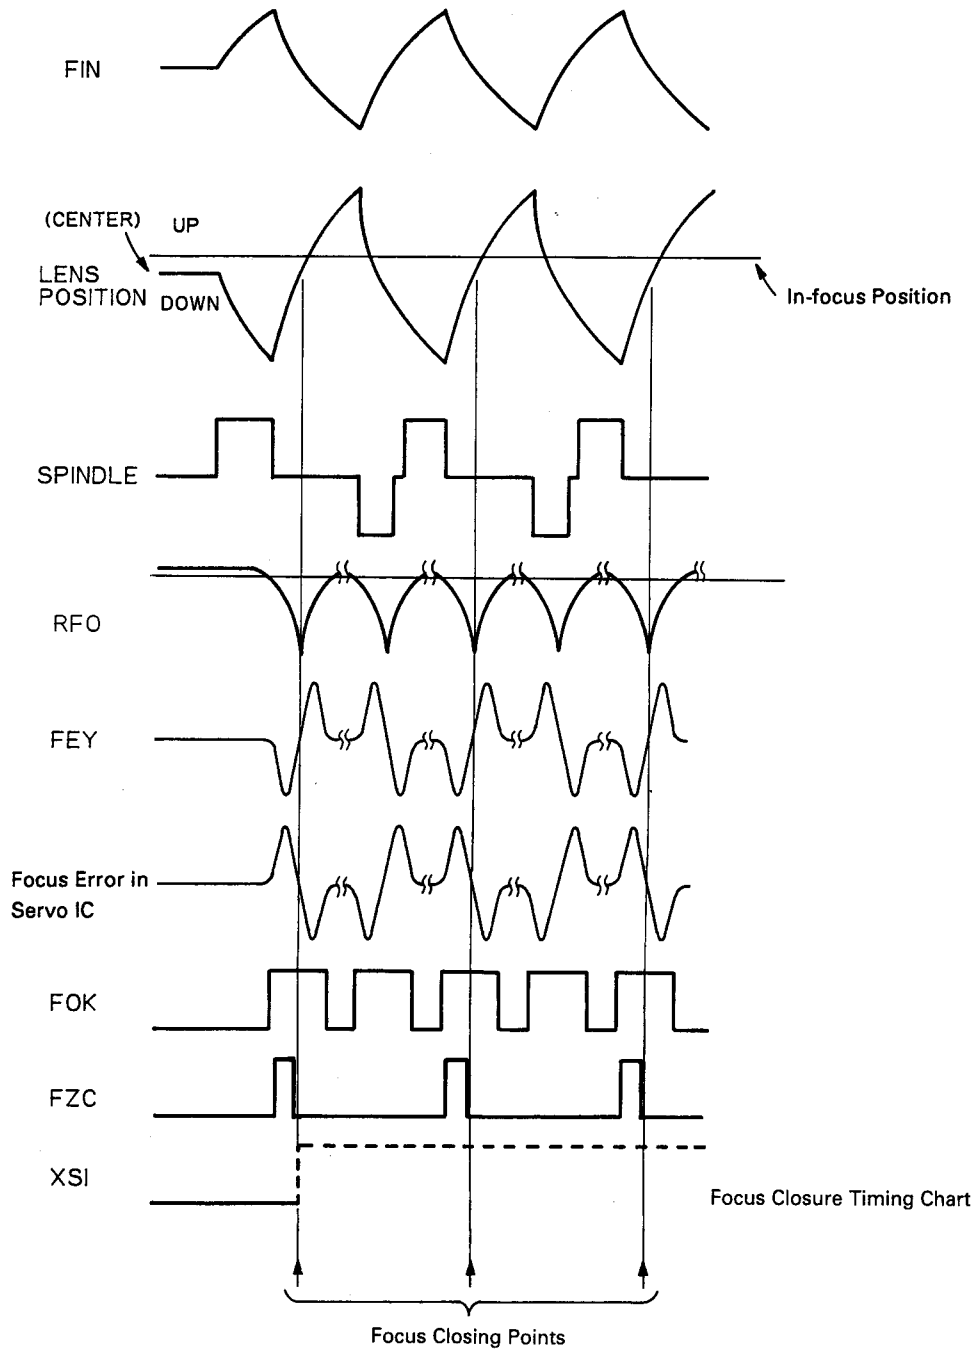 FIN
(CENTER)
UP
LENS
POSITION
DOWN
In-focus Position
SPINDLE
RFO
FEY
Focus Error in
Servo IC
FOK
FZC
XSI
Focus Closure Timing Chart
Focus Closing Points